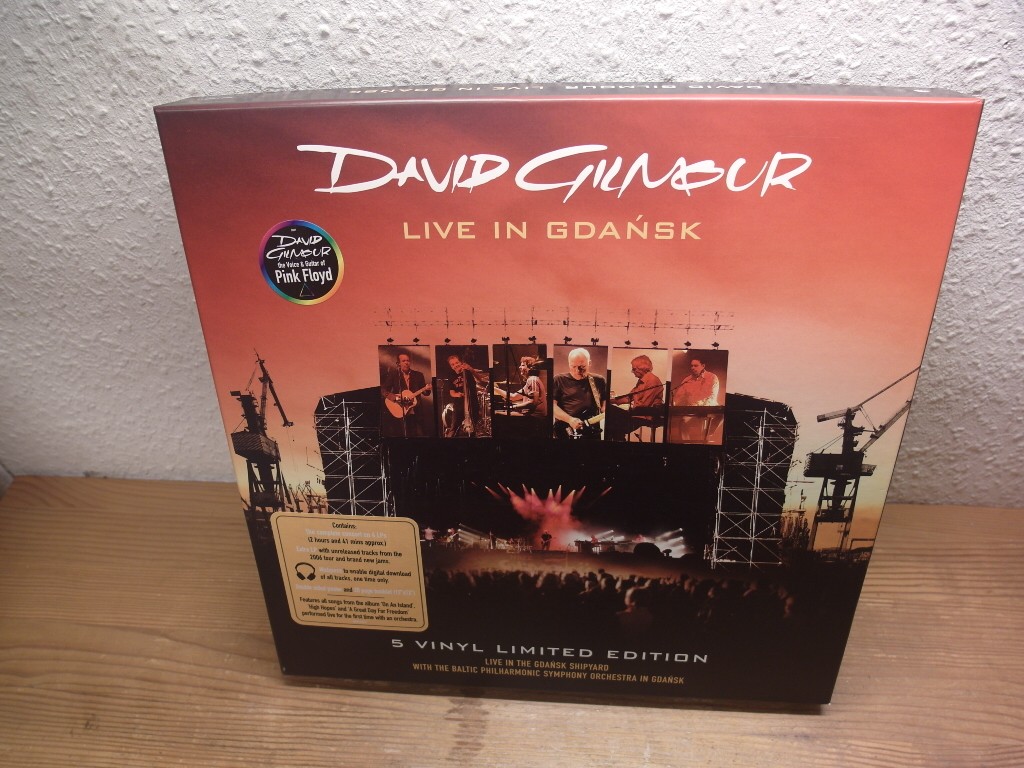 DAVID GILMOUR LIVE IN GDAŃSK
DAVID GILMOUR
LIVE IN GDAŃSK
DAVID
GILMOUR
the Voice & Guitar of
Pink Floyd
Contains:
(2 hours and 41 mins approx.)
with unreleased tracks from the
2006 tour and brand new jams.
to enable digital download
of all tracks, one time only.
and
Features all songs from the album 'On An Island'.
'High Hopes' and 'A Great Day For Freedom'
performed live for the first time with an orchestra.
5 VINYL LIMITED EDITION
LIVE IN THE GDAŃSK SHIPYARD
WITH THE BALTIC PHILHARMONIC SYMPHONY ORCHESTRA IN GDAŃSK